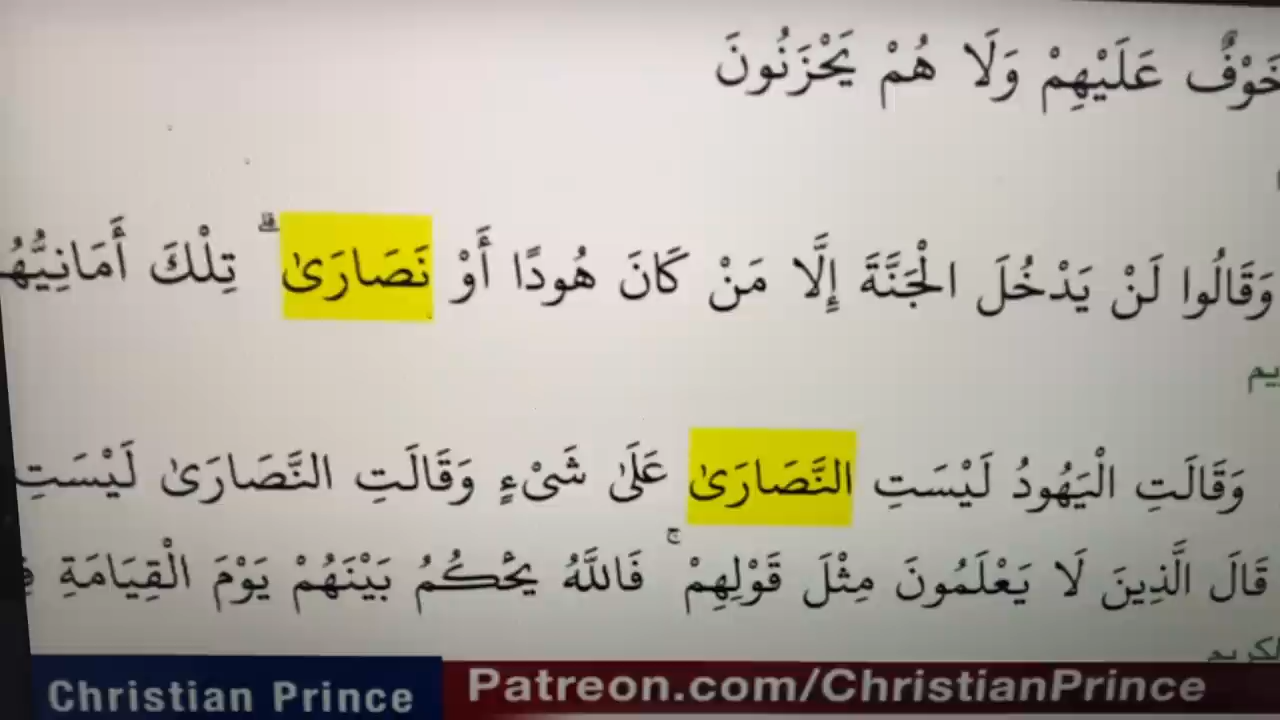 خَوْفٌ عَلَيْهِمْ وَلَا هُمْ يَحْزَنُونَ
وَقَالُوا لَنْ يَدْخُلَ الْجَنَّةَ إِلَّا مَنْ كَانَ هُودًا أَوْ نَصَارَىٰ ۗ تِلْكَ
وَقَالَتِ الْيَهُودُ لَيْسَتِ النَّصَارَىٰ عَلَىٰ شَىْءٍ وَقَالَتِ النَّصَارَىٰ لَيْسَتِ
قَالَ الَّذِينَ لَا يَعْلَمُونَ مِثْلَ قَوْلِهِمْ ۚ فَاللَّهُ يَحْكُمُ بَيْنَهُمْ يَوْمَ الْقِيَامَةِ
Christian Prince
Patreon.com/ChristianPrince